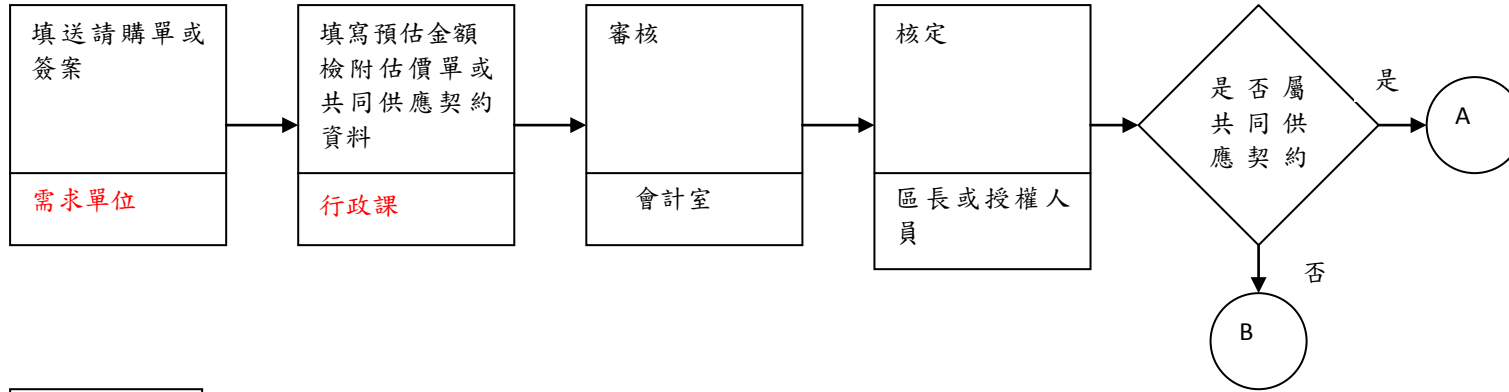 填送請購單或
簽案
需求單位
填寫預估金額
檢附估價單或
共同供應契約
資料
行政課
審核
會計室
核定
區長或授權人
員
是否屬
共同供
應契約
是
A
否
B